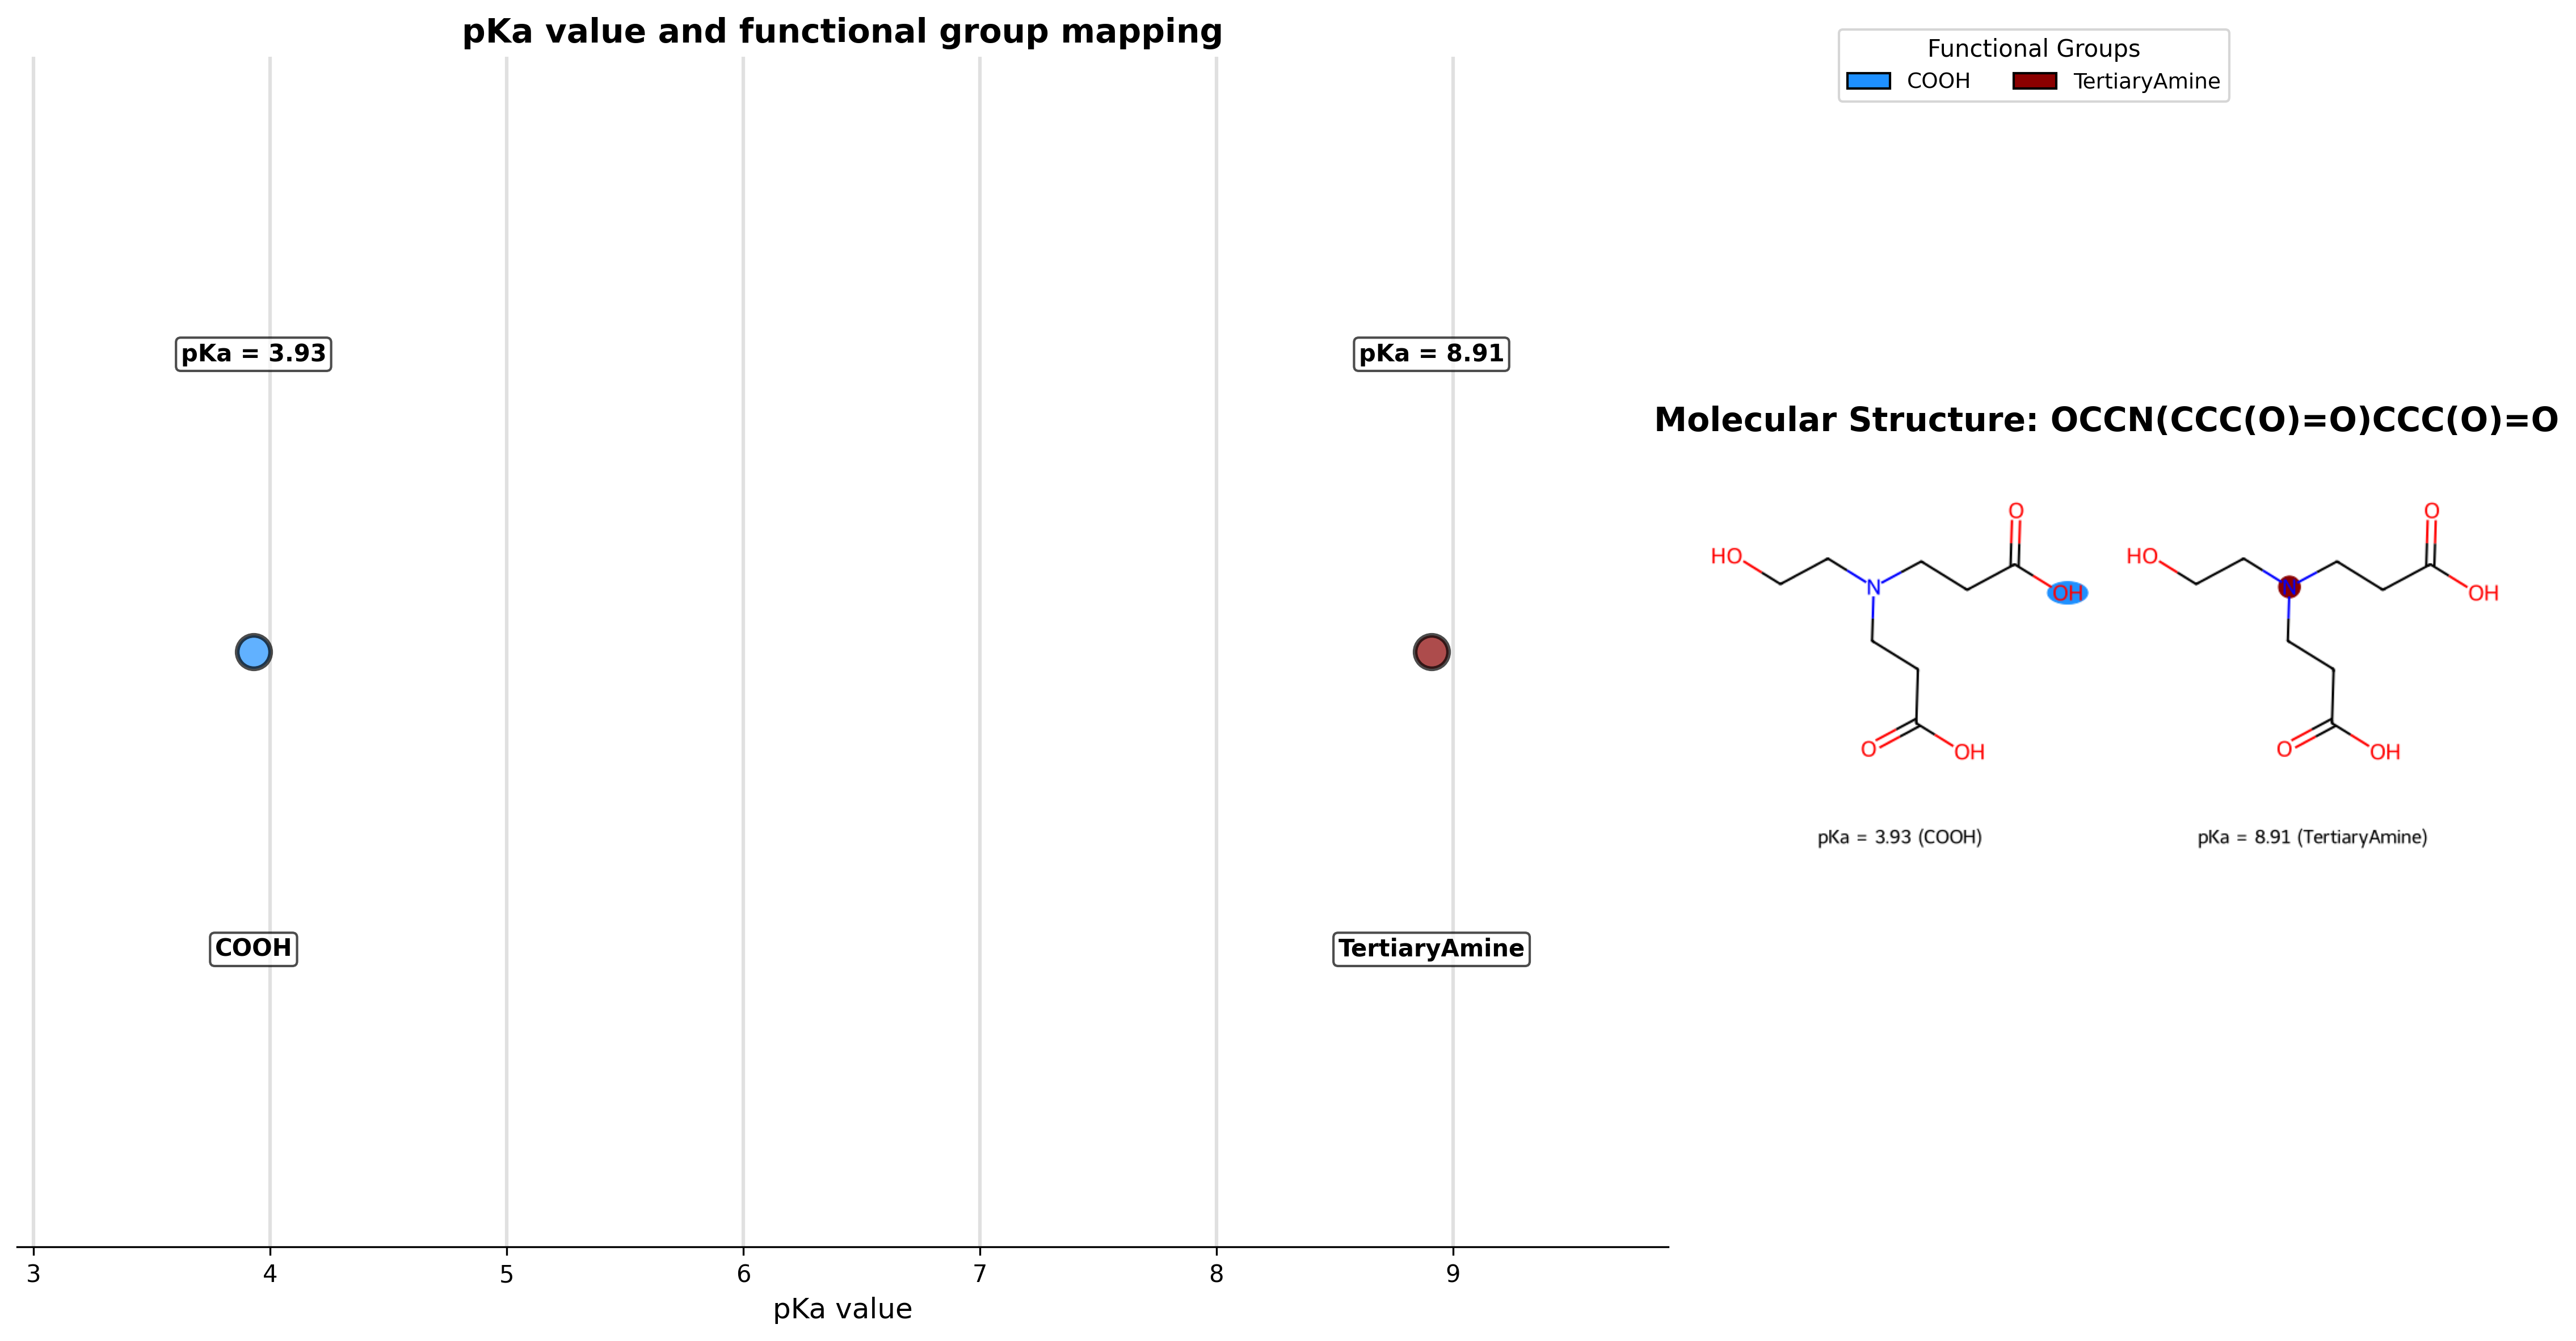 pKa value and functional group mapping
pKa = 3.93
pKa = 8.91
COOH
TertiaryAmine
3 4 5 6 7 8 9
pKa value
Functional Groups
COOH TertiaryAmine
Molecular Structure: OCCN(CCC(O)=O)CCC(O)=O
O
HO
N
OH
O
OH
pKa = 3.93 (COOH)
O
HO
N
OH
O
OH
pKa = 8.91 (TertiaryAmine)